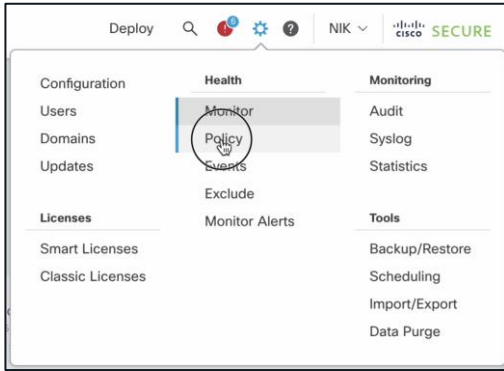 Deploy 6 ? NIK CISCO SECURE
Configuration
Users
Domains
Updates
Licenses
Smart Licenses
Classic Licenses
Health
Monitor
Policy
Events
Exclude
Monitor Alerts
Monitoring
Audit
Syslog
Statistics
Tools
Backup/Restore
Scheduling
Import/Export
Data Purge